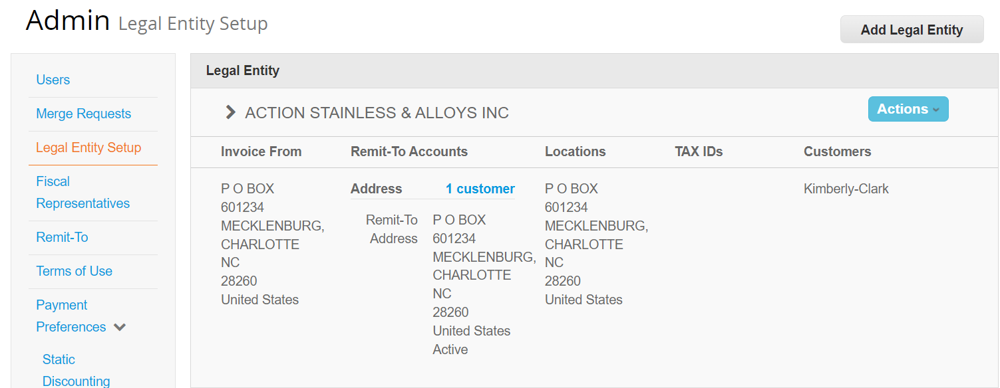 Admin Legal Entity Setup
Add Legal Entity
Users
Merge Requests
Legal Entity Setup
Fiscal
Representatives
Remit-To
Terms of Use
Payment
Preferences
Static
Discounting
Legal Entity
ACTION STAINLESS & ALLOYS INC
Actions
Invoice From
Remit-To Accounts
Locations
TAX IDs
Customers
P O BOX
601234
MECKLENBURG,
CHARLOTTE
NC
28260
United States
Address
1 customer
Remit-To
Address
P O BOX
601234
MECKLENBURG,
CHARLOTTE
NC
28260
United States
Active
P O BOX
601234
MECKLENBURG,
CHARLOTTE
NC
28260
United States
Kimberly-Clark